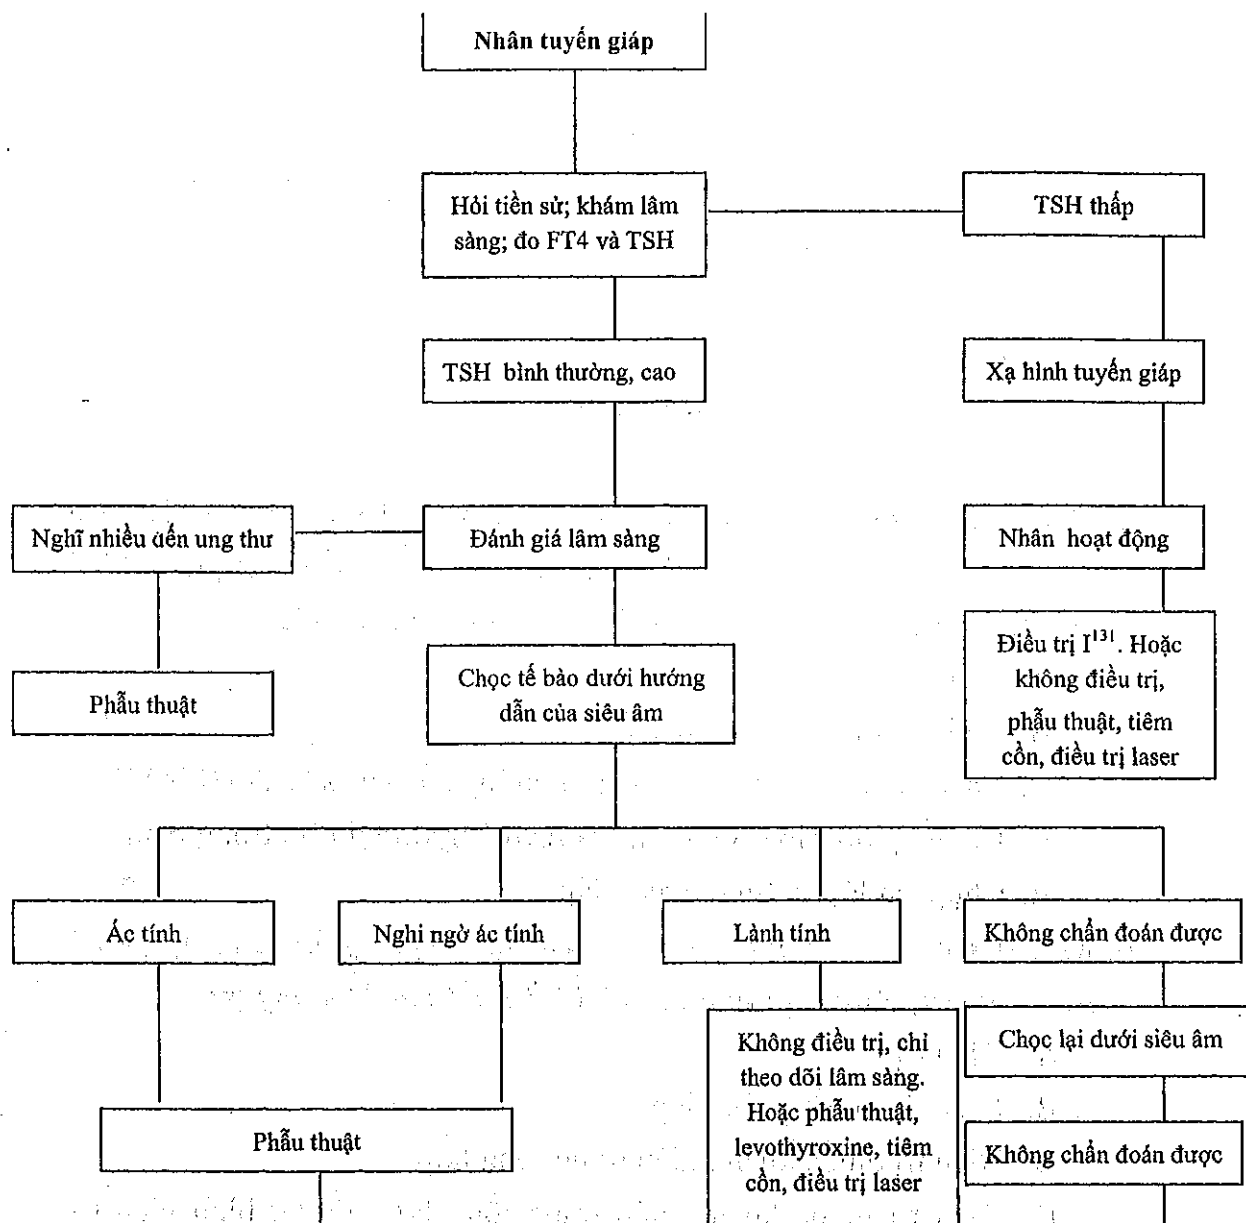 Nhân tuyến giáp
Hỏi tiền sử; khám lâm
sàng; đo FT4 và TSH
TSH thấp
TSH bình thường, cao
Xạ hình tuyến giáp
Nghĩ nhiều đến ung thư
Đánh giá lâm sàng
Nhân hoạt động
Phẫu thuật
Chọc tế bào dưới hướng
dẫn của siêu âm
Điều trị I¹³¹. Hoặc
không điều trị,
phẫu thuật, tiêm
cồn, điều trị laser
Ác tính
Nghi ngờ ác tính
Lành tính
Không chẩn đoán được
Phẫu thuật
Không điều trị, chỉ
theo dõi lâm sàng.
Hoặc phẫu thuật,
levothyroxine, tiêm
cồn, điều trị laser
Chọc lại dưới siêu âm
Không chẩn đoán được